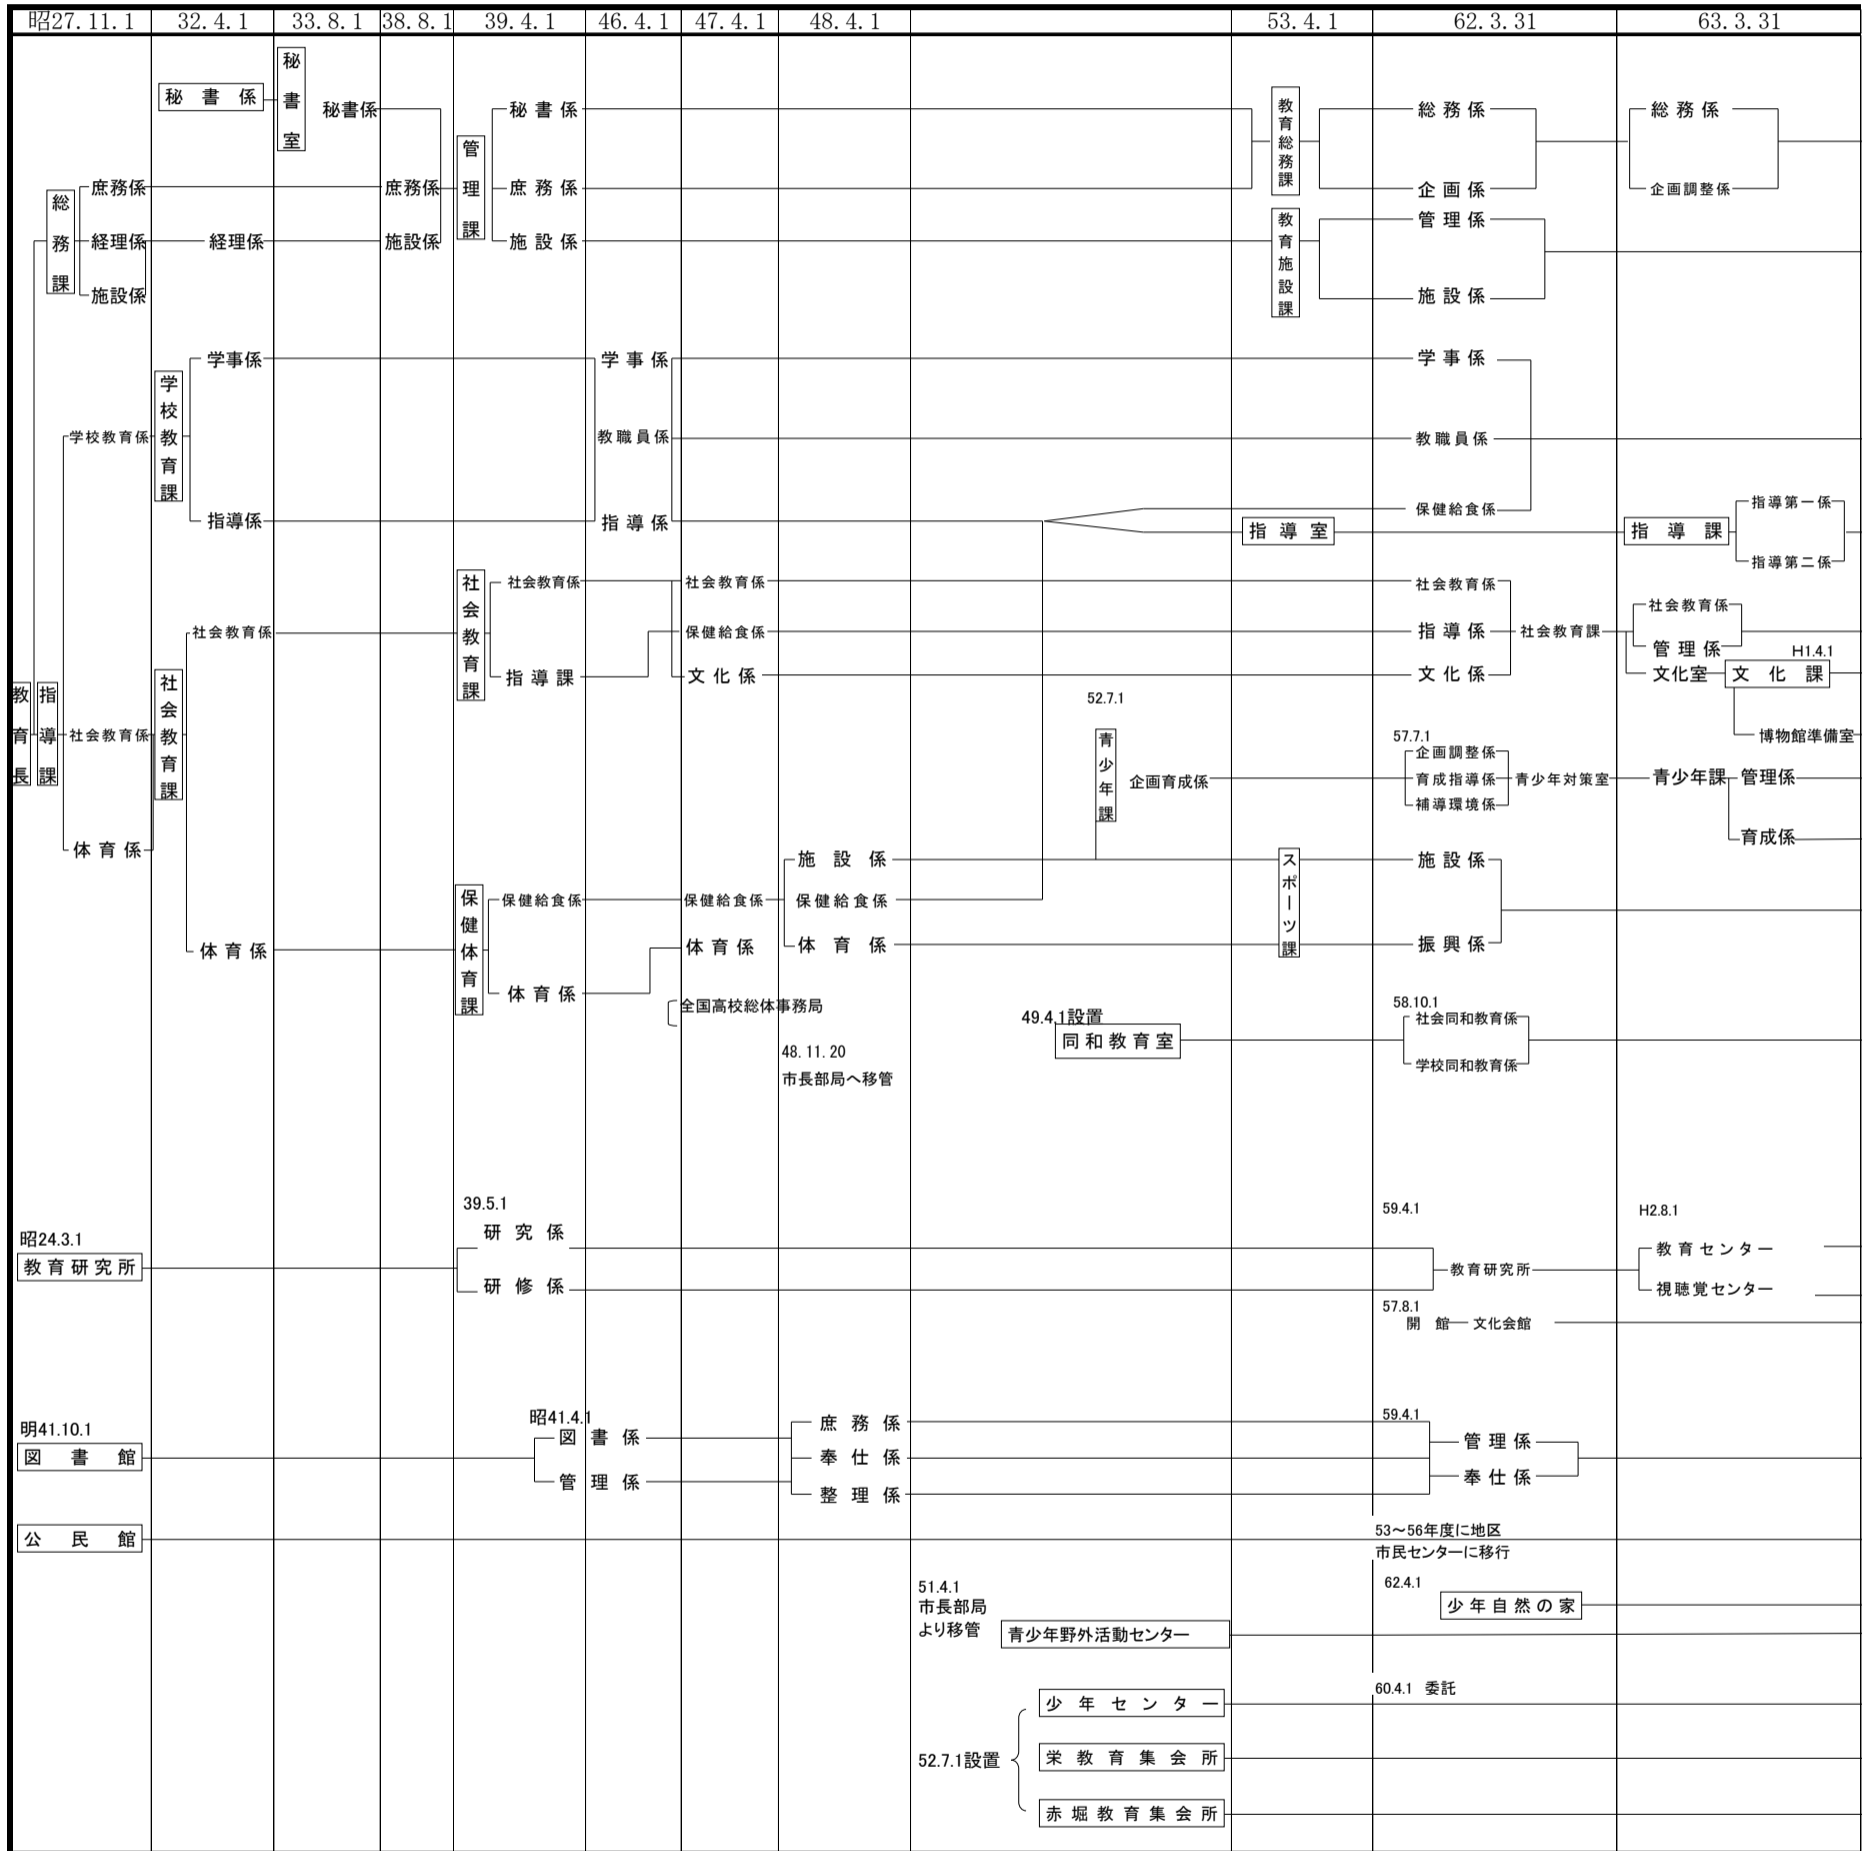 昭27.11.1 32.4.1 33.8.1 38.8.1 39.4.1 46.4.1 47.4.1 48.4.1 53.4.1 62.3.31 63.3.31
秘書室
秘書係
秘書係 秘書係 教育総務課 総務係 総務係
管理課
総務課
庶務係 庶務係 庶務係 企画係 企画調整係
教育施設課
管理係
経理係 経理係 施設係 施設係
施設係 施設係
学事係 学事係 学事係
学校教育課
学校教育係 教職員係 教職員係
指導係 指導係 保健給食係 指導第一係
指導室 指導課
指導第二係
社会教育課
社会教育係 社会教育係 社会教育係
社会教育係
社会教育係 保健給食係 指導係 社会教育課
管理係 H1.4.1
指導課 文化係 文化係 文化室 文化課
社会教育課
教育長 指導課
52.7.1
社会教育係 青少年課 57.7.1 博物館準備室
企画調整係
企画育成係 育成指導係 青少年対策室 青少年課 管理係
補導環境係
育成係
体育係 施設係 スポーツ課 施設係
保健体育課
保健給食係 保健給食係 保健給食係
体育係 体育係 体育係 振興係
体育係
全国高校総体事務局 58.10.1
49.4.1設置 社会同和教育係
同和教育室
48.11.20
学校同和教育係
市長部局へ移管
39.5.1 59.4.1 H2.8.1
研究係
昭24.3.1
教育センター
教育研究所 教育研究所
研修係 視聴覚センター
57.8.1
開館 文化会館
昭41.4.1 59.4.1
明41.10.1 庶務係
図書係 管理係
図書館 奉仕係
管理係 奉仕係
整理係
公民館 53～56年度に地区
市民センターに移行
51.4.1 62.4.1
市長部局 少年自然の家
より移管 青少年野外活動センター
60.4.1 委託
少年センター
52.7.1設置 栄教育集会所
赤堀教育集会所